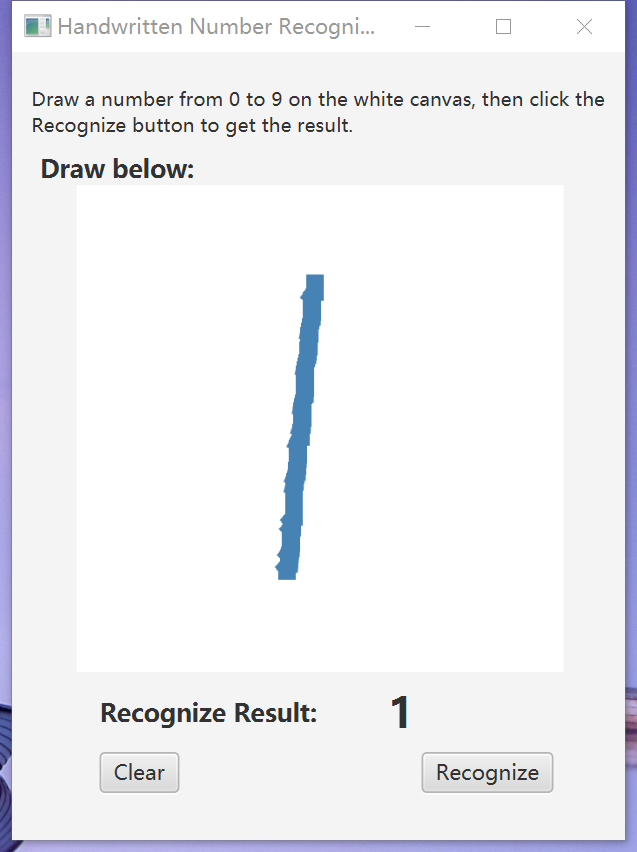 Handwritten Number Recogni...
Draw a number from 0 to 9 on the white canvas, then click the
Recognize button to get the result.
Draw below:
1
Recognize Result: 1
Clear Recognize